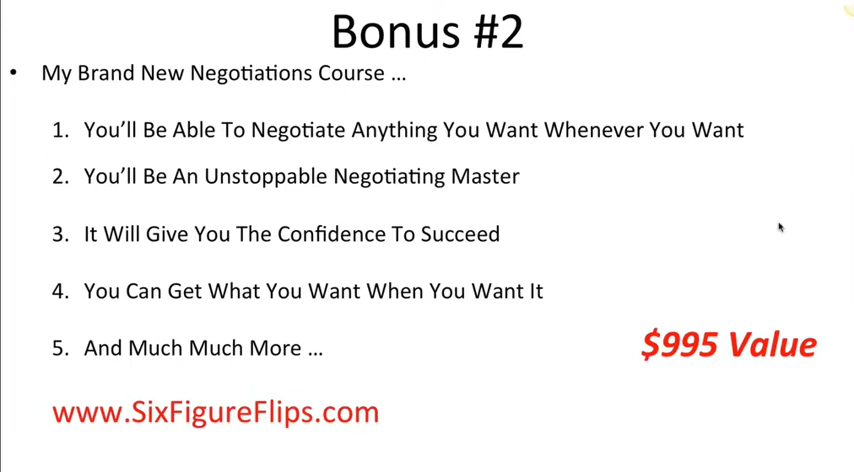 Bonus #2
• My Brand New Negotiations Course ...
1. You’ll Be Able To Negotiate Anything You Want Whenever You Want
2. You’ll Be An Unstoppable Negotiating Master
3. It Will Give You The Confidence To Succeed
4. You Can Get What You Want When You Want It
5. And Much Much More ...
$995 Value
www.SixFigureFlips.com